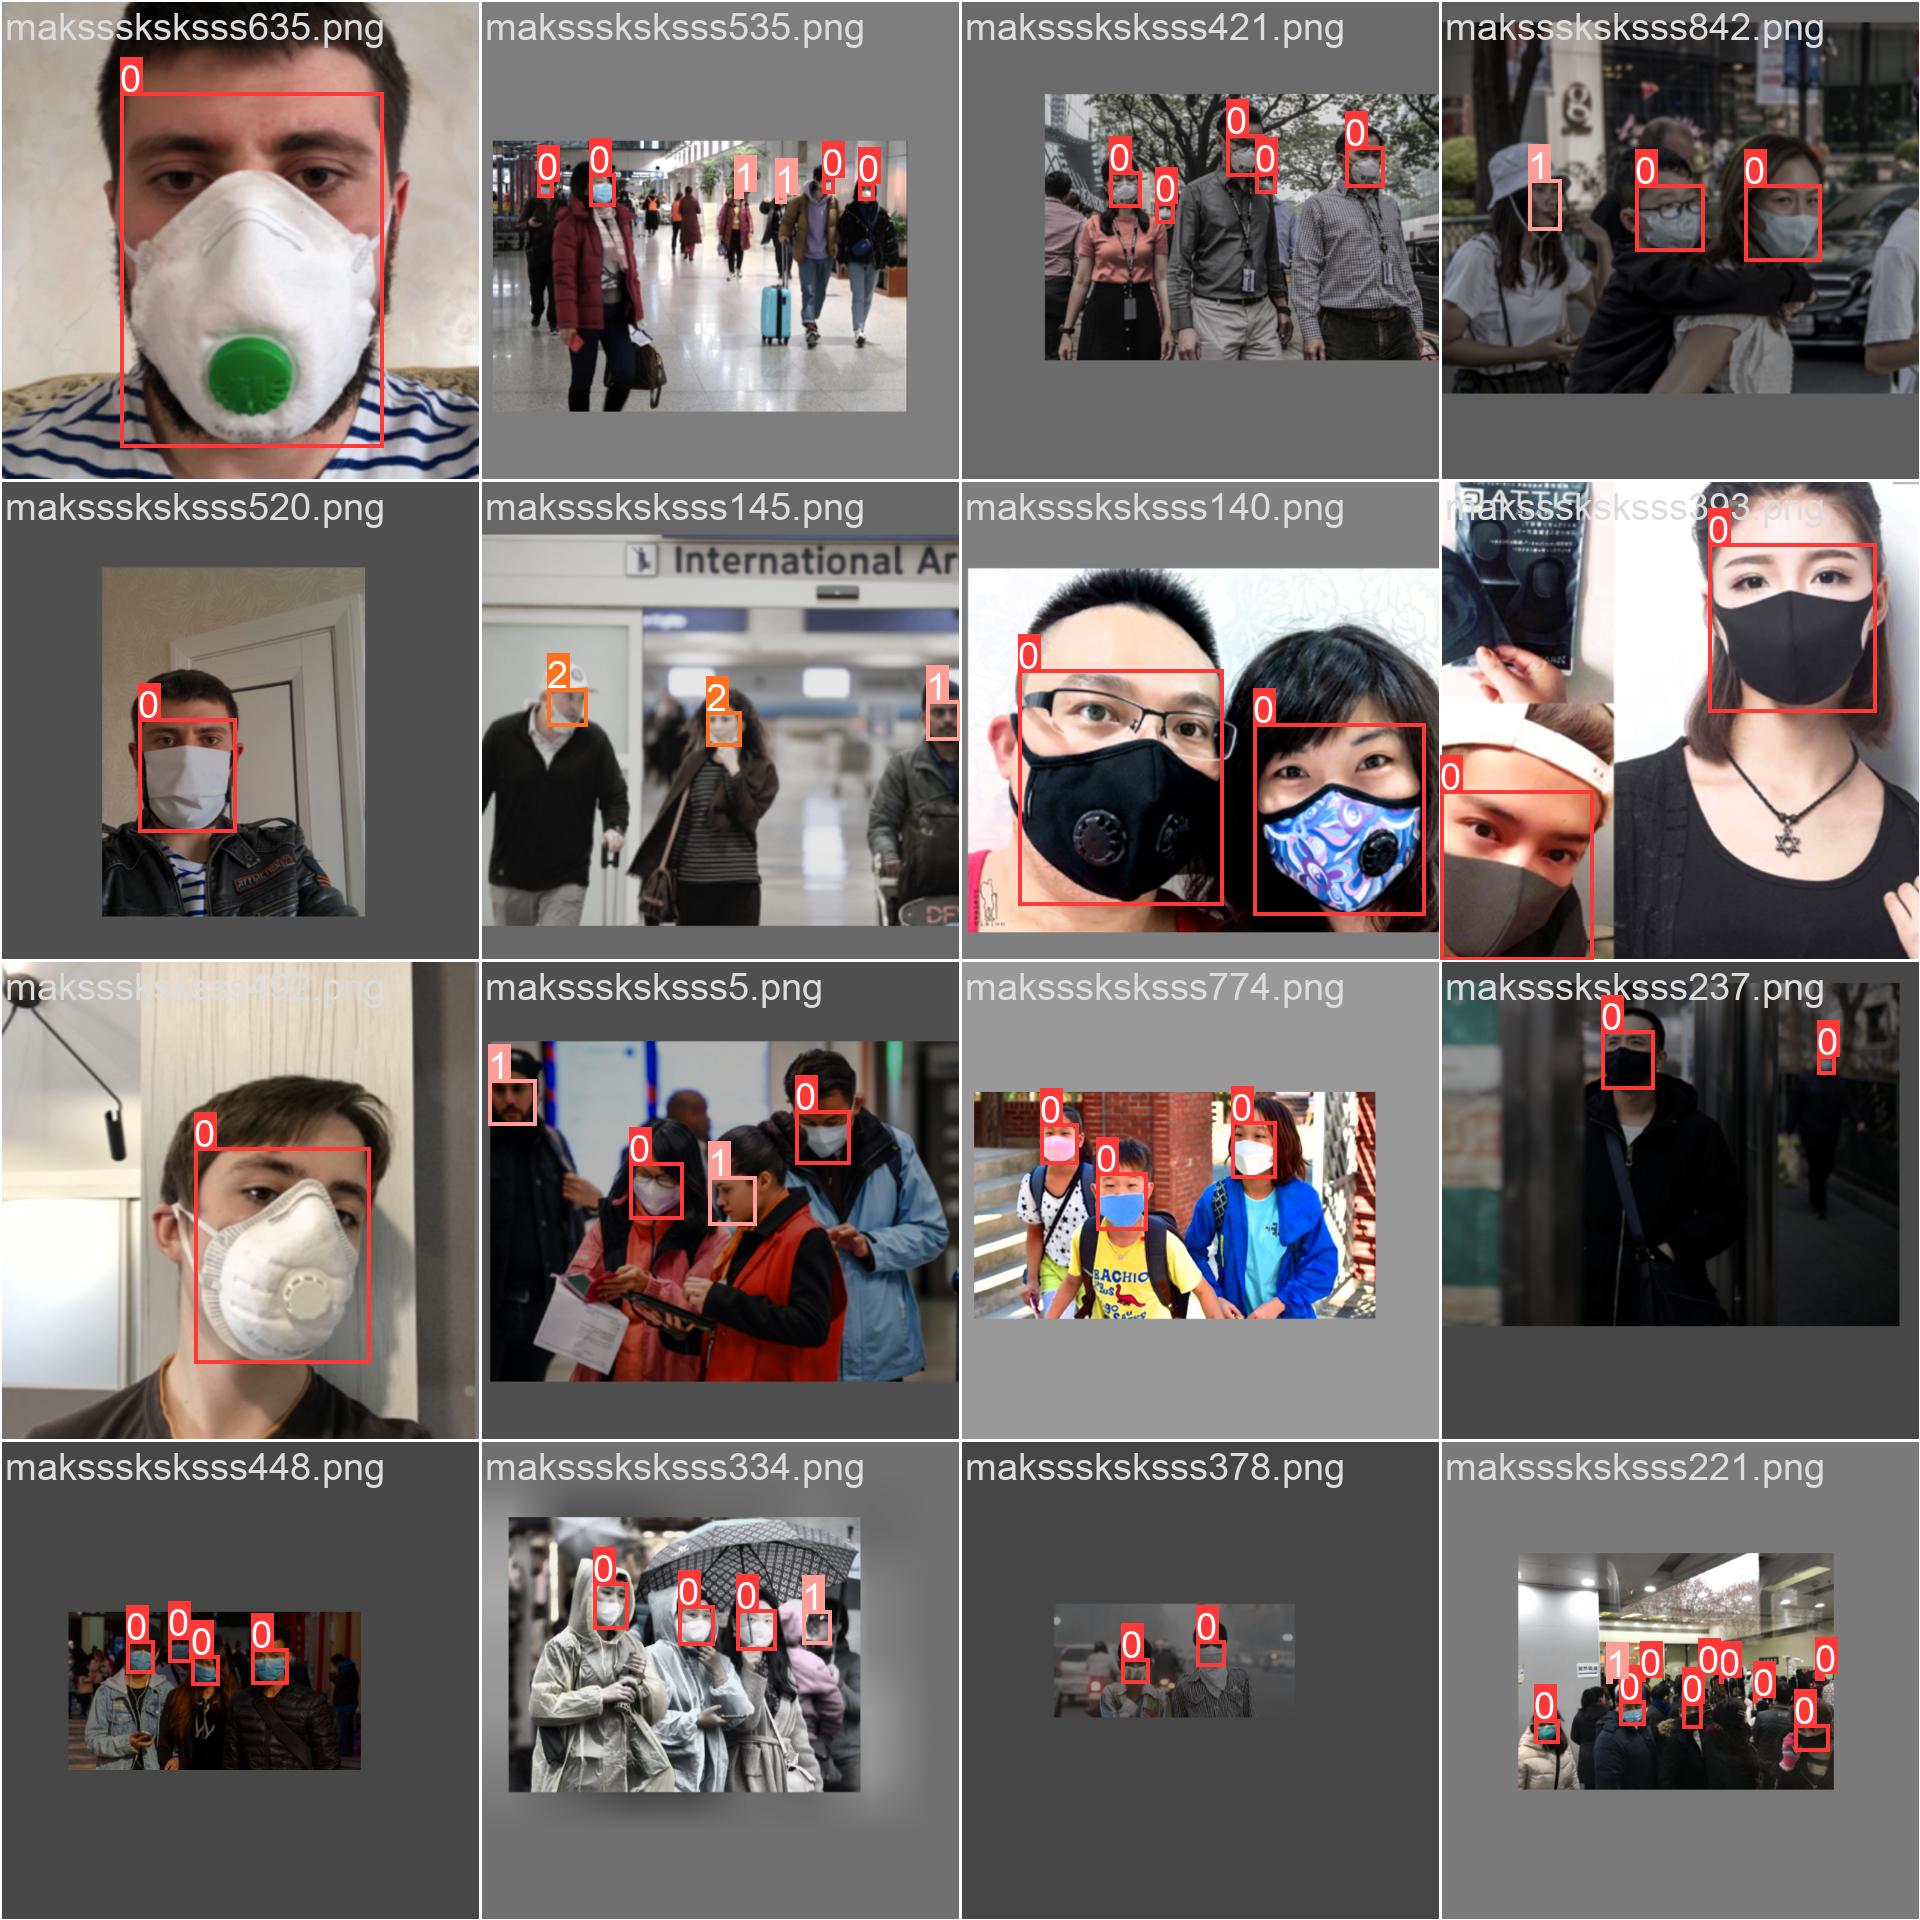 maksssksksss635.png
0
maksssksksss535.png
0 0 1 1 0 0
maksssksksss421.png
0 0 0 0 0
maksssksksss842.png
1 0 0
maksssksksss520.png
0
maksssksksss145.png
International Ar
2 2 1
DF
maksssksksss140.png
0 0
maksssksksss393.png
ATTIS
0
0
maksssksksss492.png
0
maksssksksss5.png
1 0 1 0
maksssksksss774.png
0 0 0
RACHIO
maksssksksss237.png
0 0
maksssksksss448.png
0 0 0 0
maksssksksss334.png
0 0 0 1
maksssksksss378.png
0 0
maksssksksss221.png
1 0 0 0 0 0
0 0 0 0